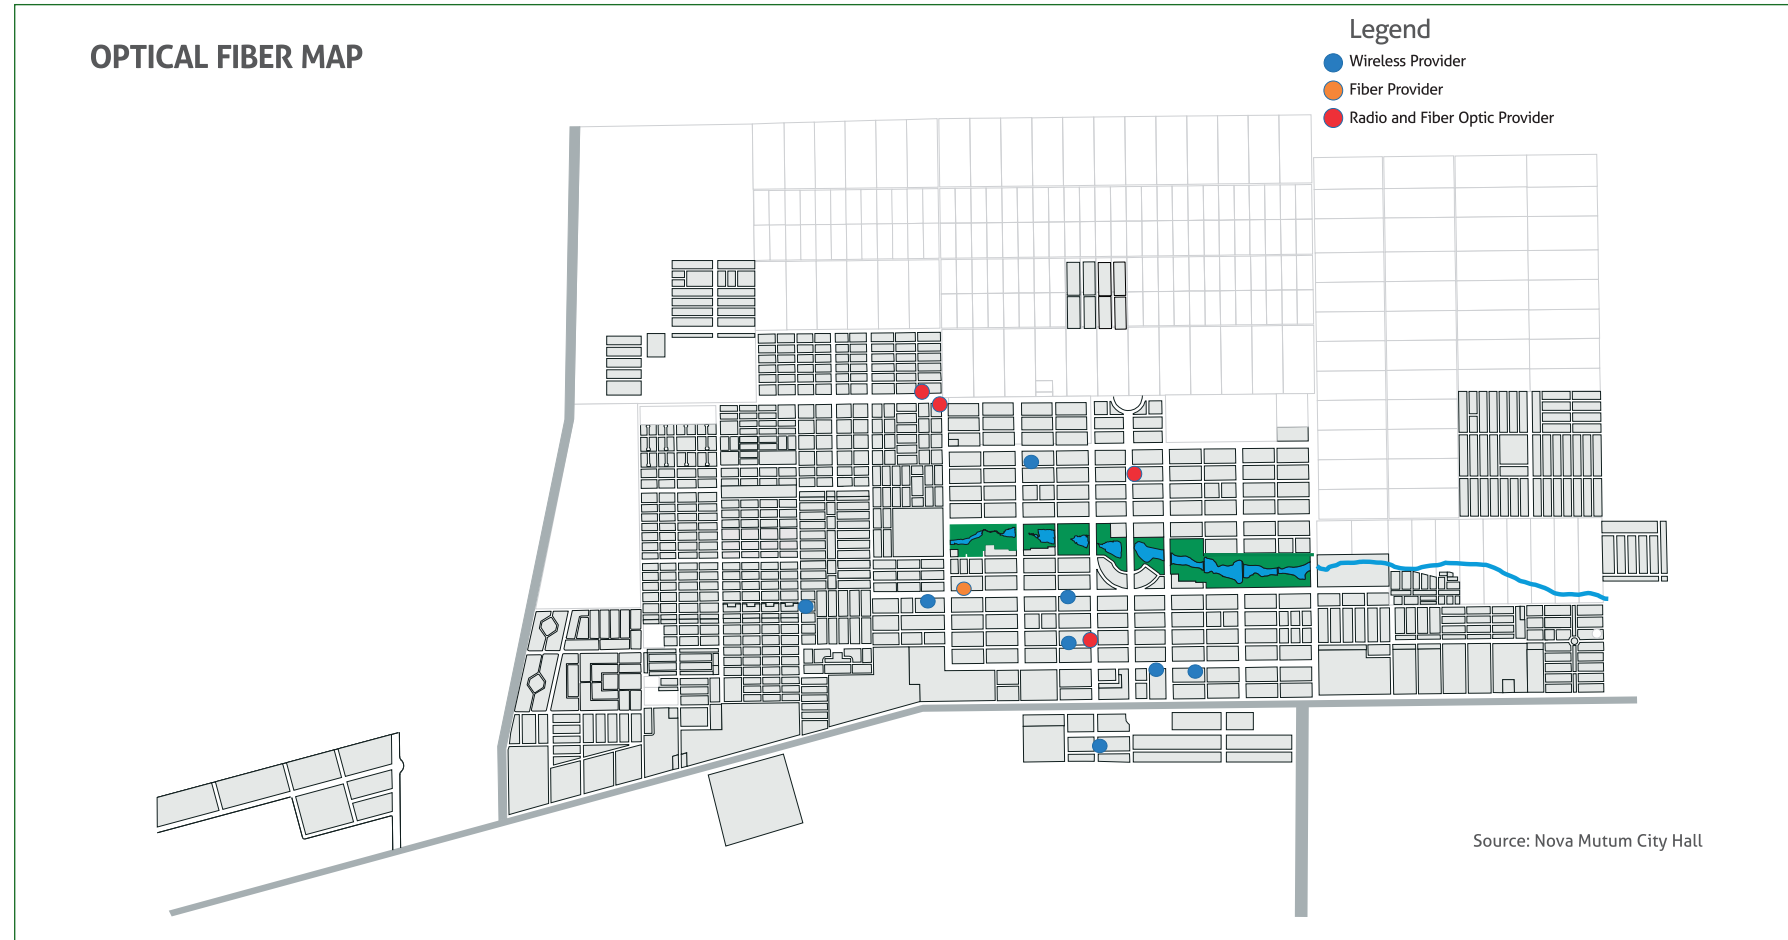 OPTICAL FIBER MAP
Legend
Wireless Provider
Fiber Provider
Radio and Fiber Optic Provider
Source: Nova Mutum City Hall